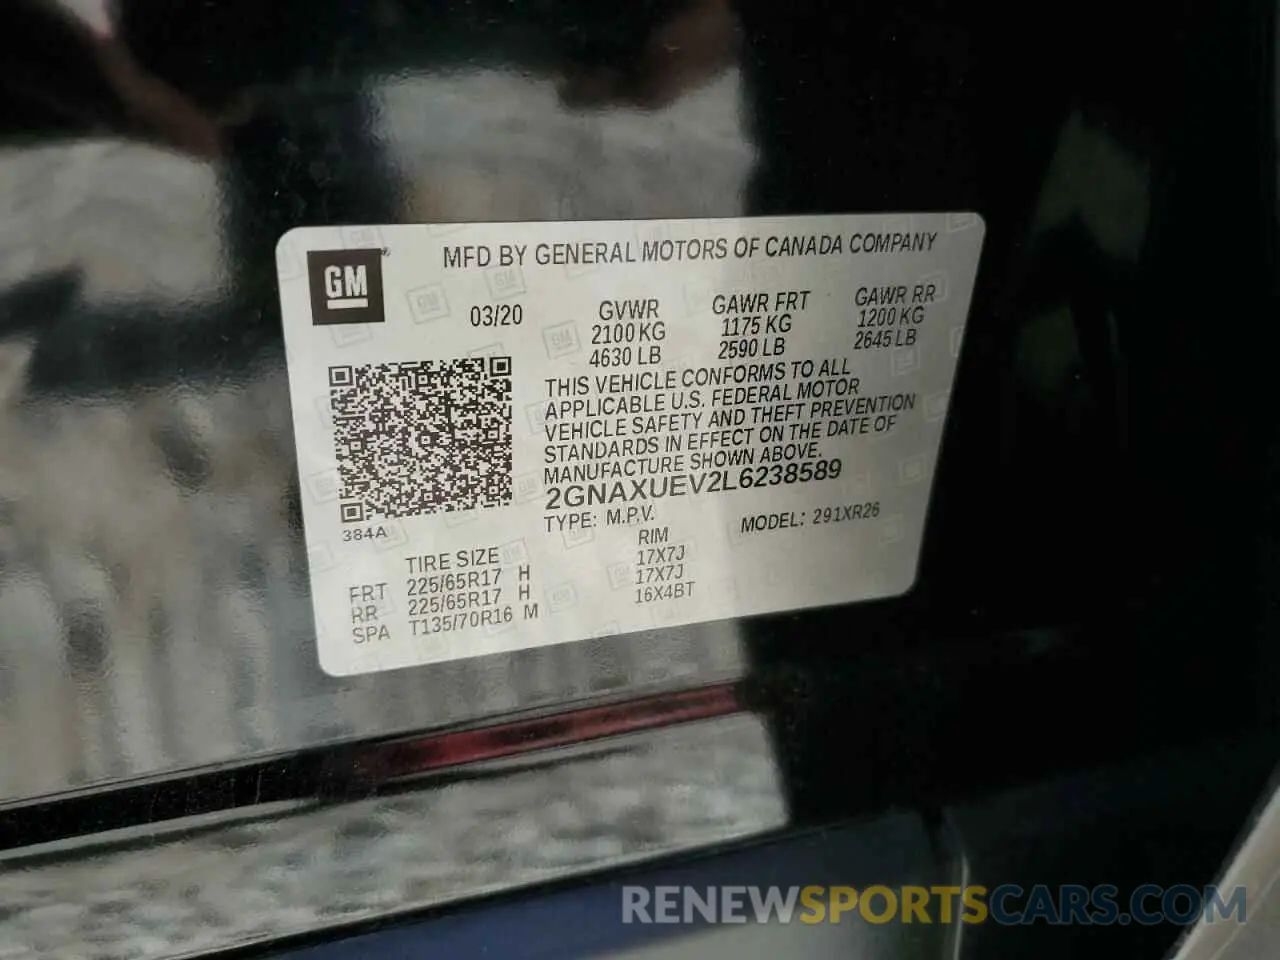 GM
MFD BY GENERAL MOTORS OF CANADA COMPANY
03/20 GVWR GAWR FRT GAWR RR
2100 KG 1175 KG 1200 KG
4630 LB 2590 LB 2645 LB
THIS VEHICLE CONFORMS TO ALL
APPLICABLE U.S. FEDERAL MOTOR
VEHICLE SAFETY AND THEFT PREVENTION
STANDARDS IN EFFECT ON THE DATE OF
MANUFACTURE SHOWN ABOVE.
2GNAXUEV2L6238589
TYPE: M.P.V. MODEL: 291XR26
384A
TIRE SIZE RIM
FRT 225/65R17 H 17X7J
RR 225/65R17 H 17X7J
SPA T135/70R16 M 16X4BT
RENEWSPORTSCARS.COM